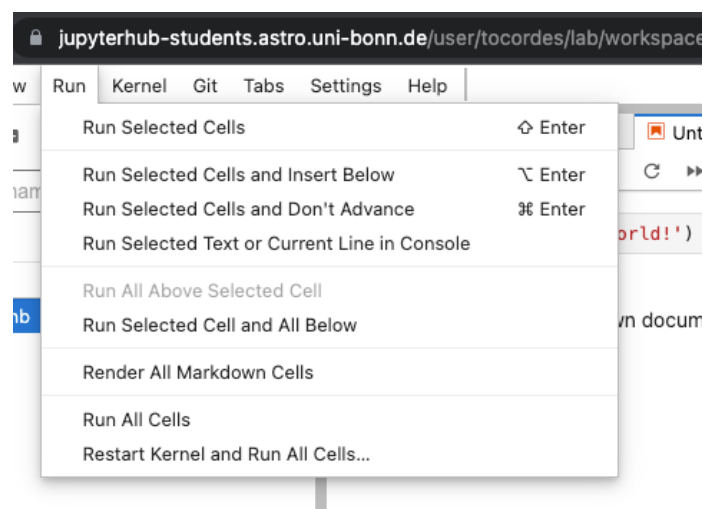 jupyterhub-students.astro.uni-bonn.de/user/tocordes/lab/workspace
w Run Kernel Git Tabs Settings Help
Run Selected Cells ⇧ Enter
Unt
Run Selected Cells and Insert Below ⌥ Enter
nam
Run Selected Cells and Don't Advance ⌘ Enter
orld!')
Run Selected Text or Current Line in Console
Run All Above Selected Cell
nb
Run Selected Cell and All Below
wn docum
Render All Markdown Cells
Run All Cells
Restart Kernel and Run All Cells...